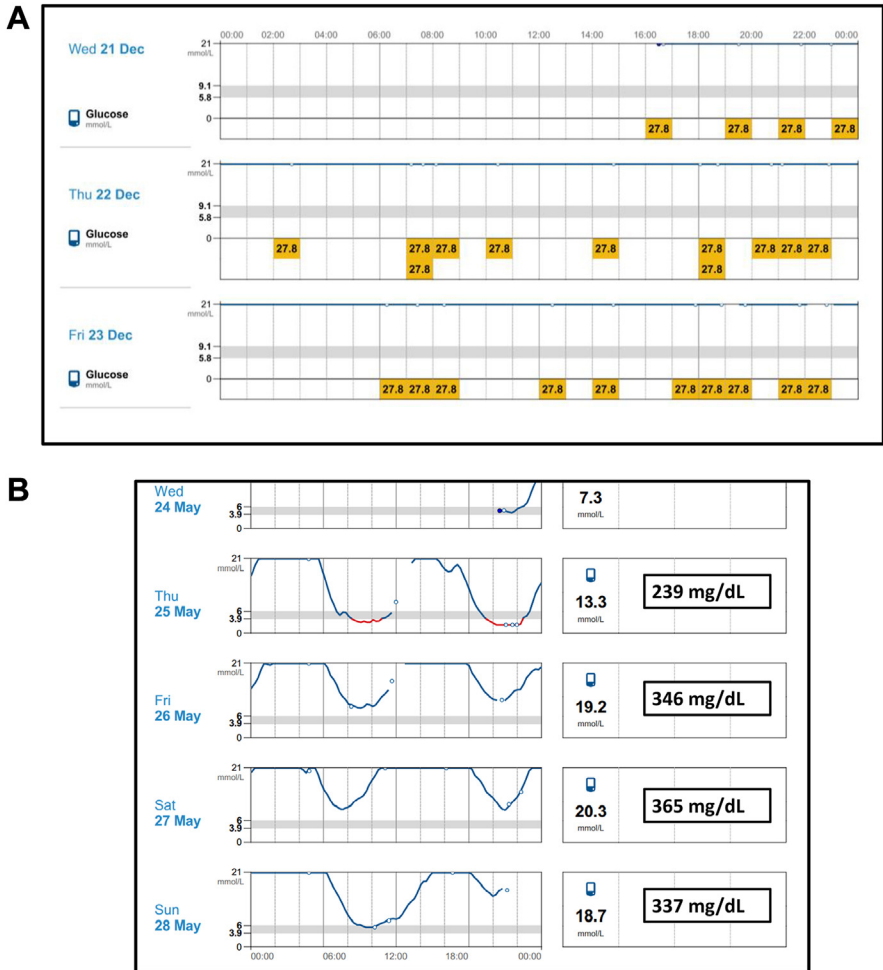 A
00:00 02:00 04:00 06:00 08:00 10:00 12:00 14:00 16:00 18:00 20:00 22:00 00:00
Wed 21 Dec
21
mmol/L
9.1
5.8
0
Glucose
mmol/L
27.8 27.8 27.8 27.8
Thu 22 Dec
21
mmol/L
9.1
5.8
0
Glucose
mmol/L
27.8 27.8 27.8 27.8 27.8 27.8 27.8 27.8 27.8
27.8 27.8
Fri 23 Dec
21
mmol/L
9.1
5.8
0
Glucose
mmol/L
27.8 27.8 27.8 27.8 27.8 27.8 27.8 27.8 27.8 27.8
B
Wed
24 May
6
3.9
0
7.3
mmol/L
Thu
25 May
21
mmol/L
6
3.9
0
13.3
mmol/L
239 mg/dL
Fri
26 May
21
mmol/L
6
3.9
0
19.2
mmol/L
346 mg/dL
Sat
27 May
21
mmol/L
6
3.9
0
20.3
mmol/L
365 mg/dL
Sun
28 May
21
mmol/L
6
3.9
0
18.7
mmol/L
337 mg/dL
00:00 06:00 12:00 18:00 00:00